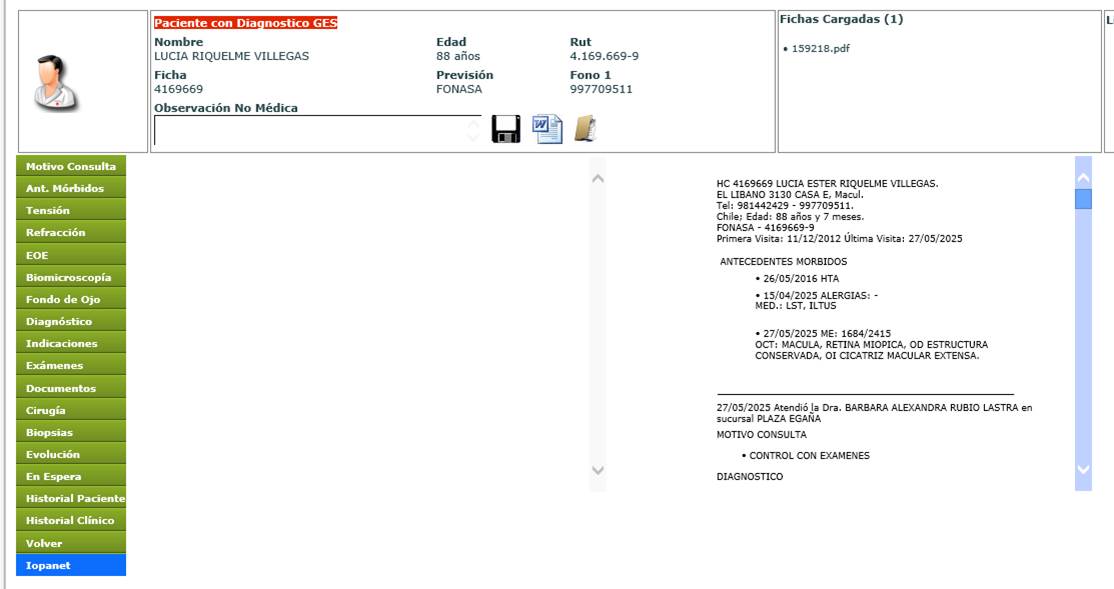 Paciente con Diagnostico GES
Nombre
LUCIA RIQUELME VILLEGAS
Edad
88 años
Rut
4.169.669-9
Ficha
4169669
Previsión
FONASA
Fono 1
997709511
Observación No Médica
Fichas Cargadas (1)
• 159218.pdf
Motivo Consulta
Ant. Mórbidos
Tensión
Refracción
EOE
Biomicroscopía
Fondo de Ojo
Diagnóstico
Indicaciones
Exámenes
Documentos
Cirugía
Biopsias
Evolución
En Espera
Historial Paciente
Historial Clínico
Volver
Iopanet
HC 4169669 LUCIA ESTER RIQUELME VILLEGAS.
EL LIBANO 3130 CASA E, Macul.
Tel: 981442429 - 997709511.
Chile; Edad: 88 años y 7 meses.
FONASA - 4169669-9
Primera Visita: 11/12/2012 Última Visita: 27/05/2025
ANTECEDENTES MORBIDOS
• 26/05/2016 HTA
• 15/04/2025 ALERGIAS: -
MED.: LST, ILTUS
• 27/05/2025 ME: 1684/2415
OCT: MACULA, RETINA MIOPICA, OD ESTRUCTURA
CONSERVADA, OI CICATRIZ MACULAR EXTENSA.
27/05/2025 Atendió la Dra. BARBARA ALEXANDRA RUBIO LASTRA en
sucursal PLAZA EGAÑA
MOTIVO CONSULTA
• CONTROL CON EXAMENES
DIAGNOSTICO